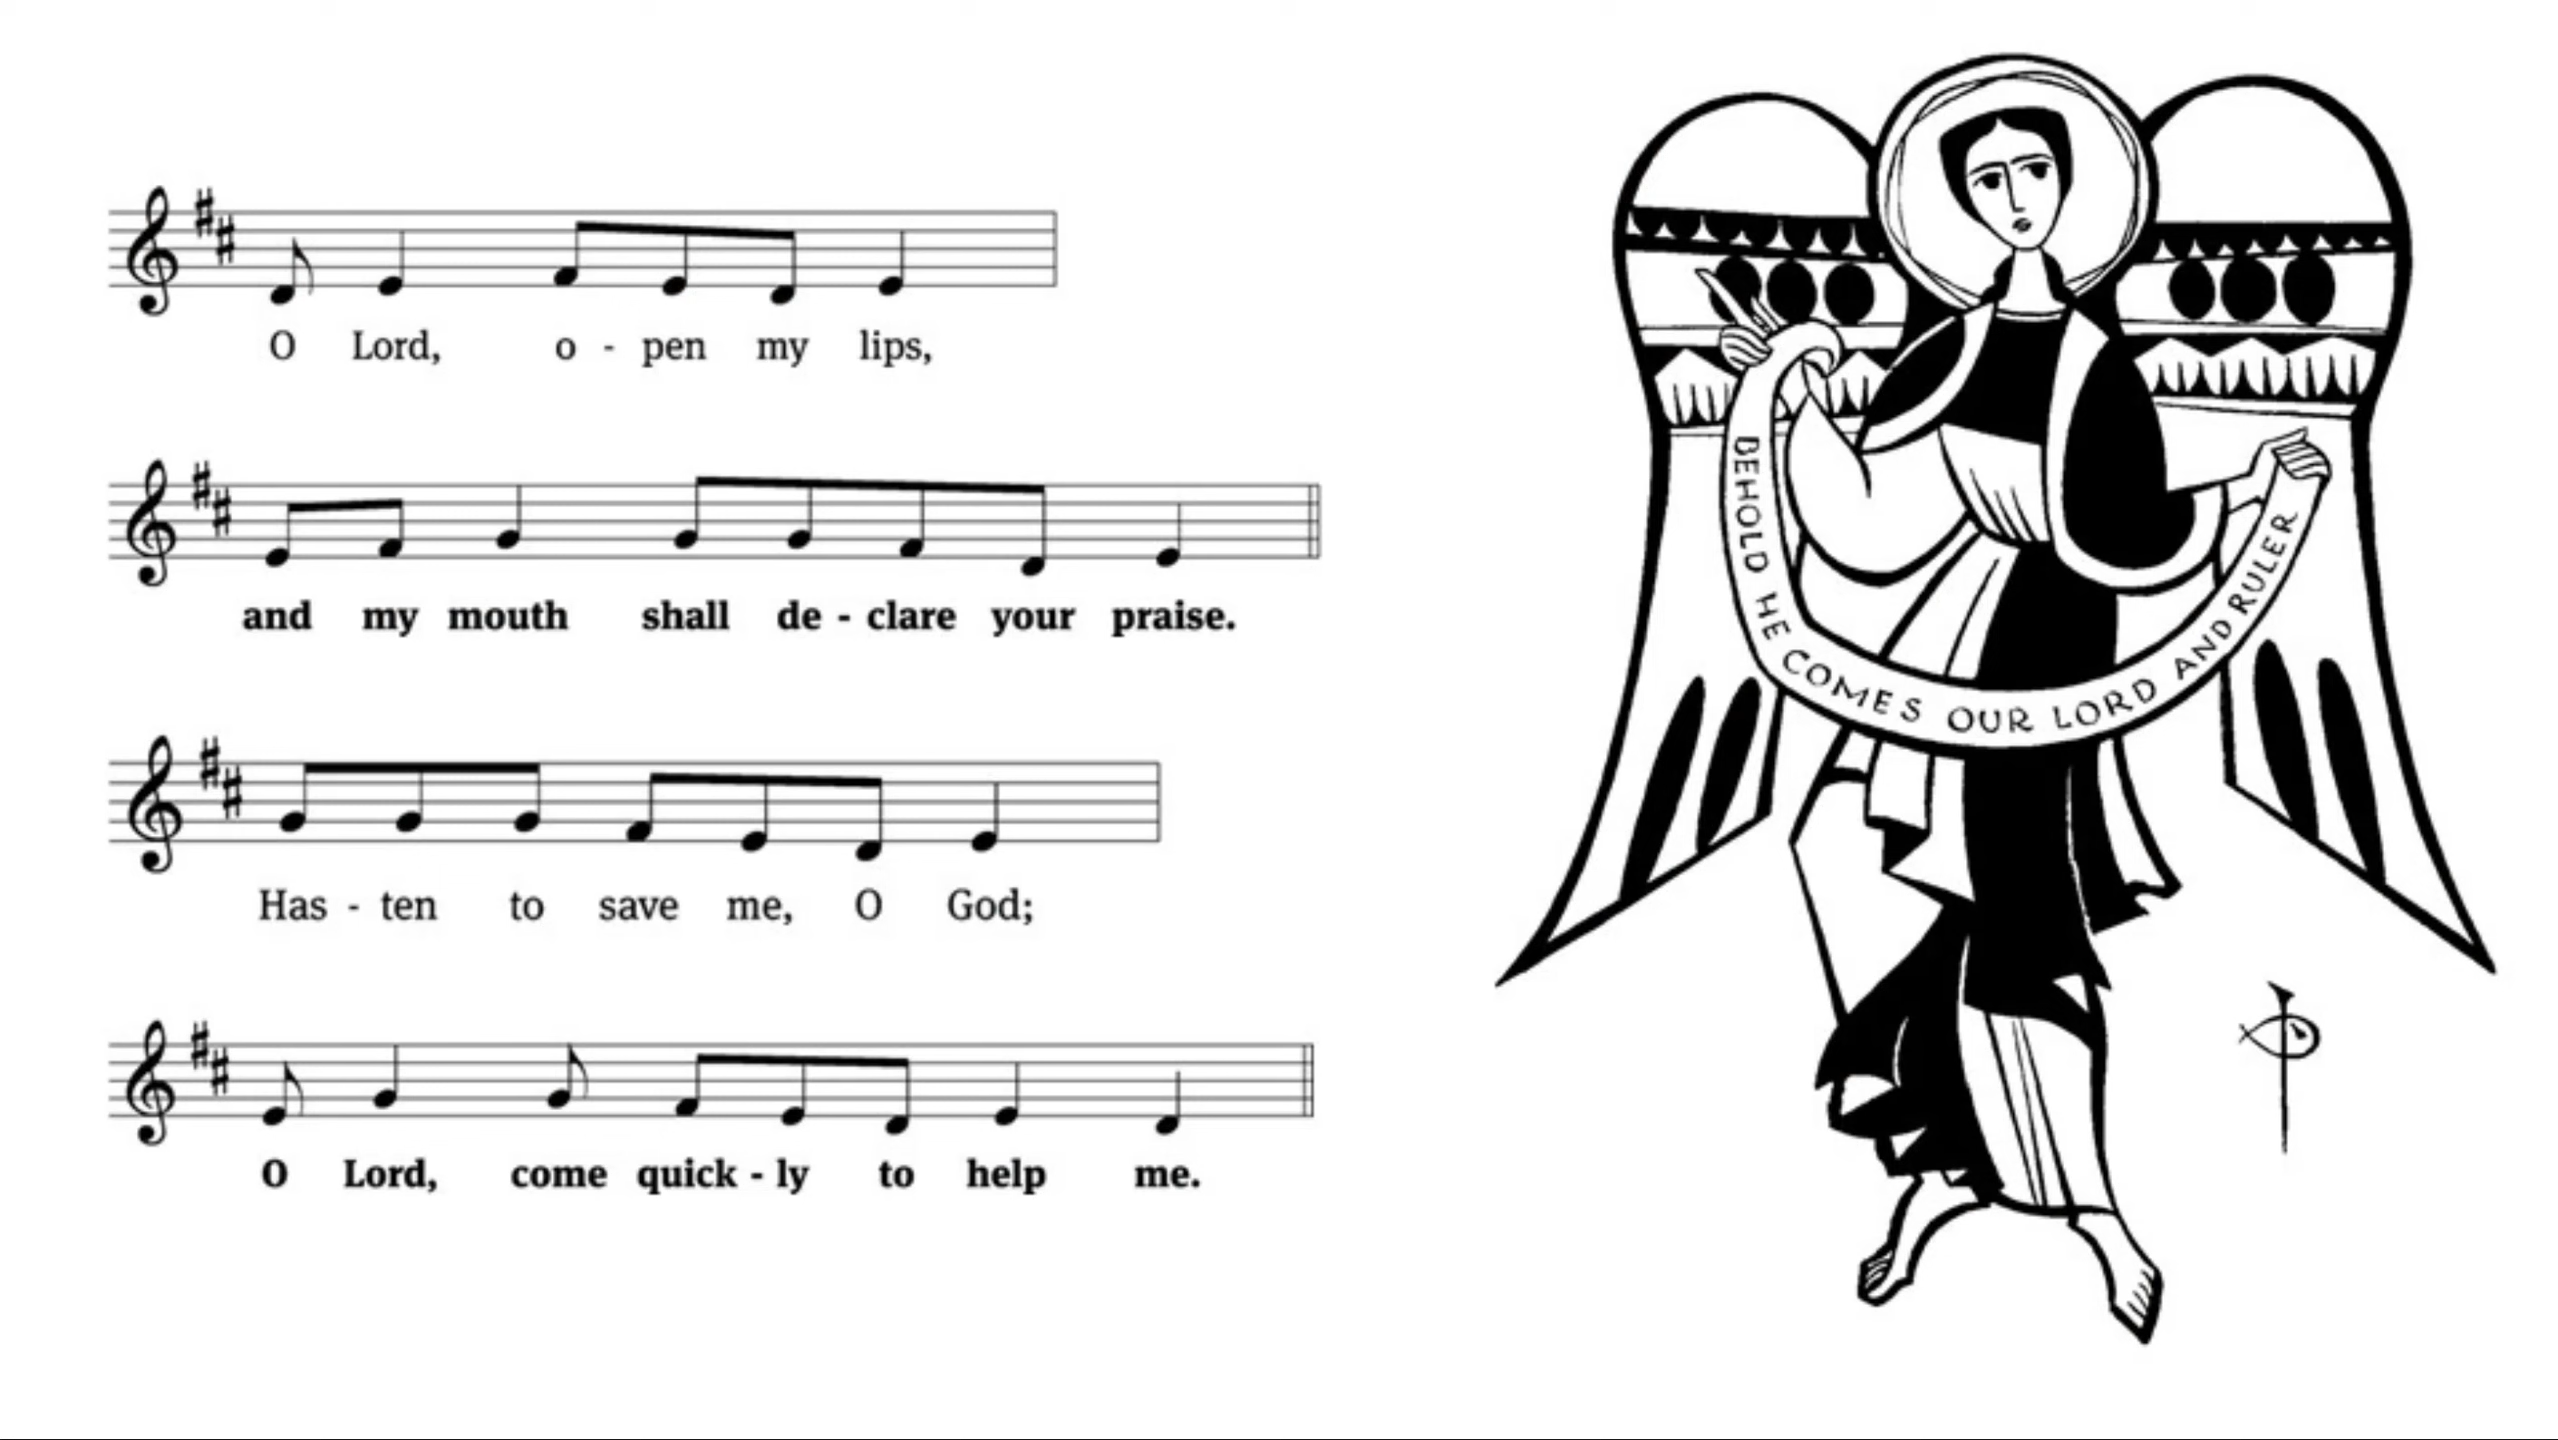 O Lord, o - pen my lips,
and my mouth shall de - clare your praise.
Has - ten to save me, O God;
O Lord, come quick - ly to help me.
BEHOLD HE COMES OUR LORD AND RULER